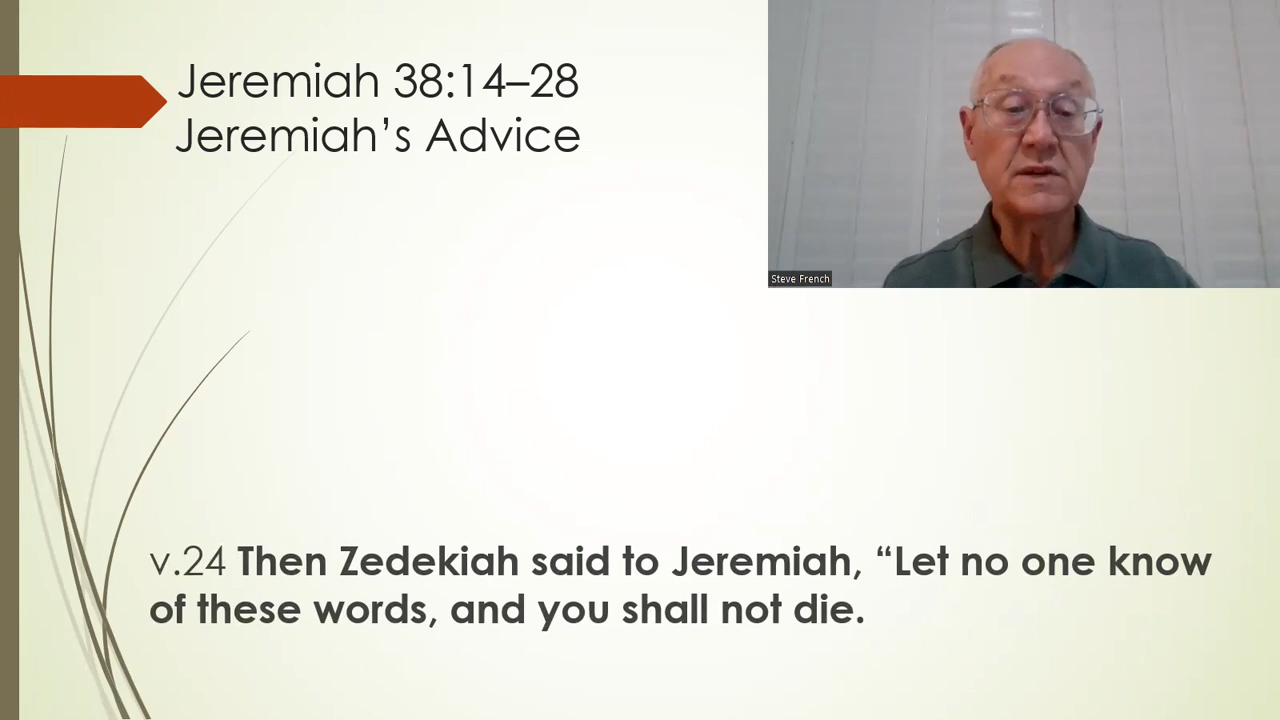 Jeremiah 38:14–28
Jeremiah’s Advice
Steve French
v.24 Then Zedekiah said to Jeremiah, “Let no one know
of these words, and you shall not die.